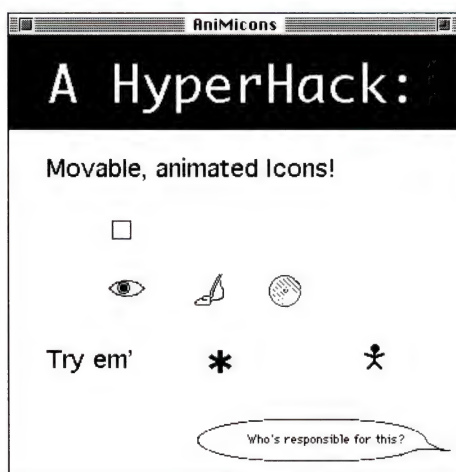 AniMicons
A HyperHack:
Movable, animated Icons!
Try em'
Who's responsible for this?